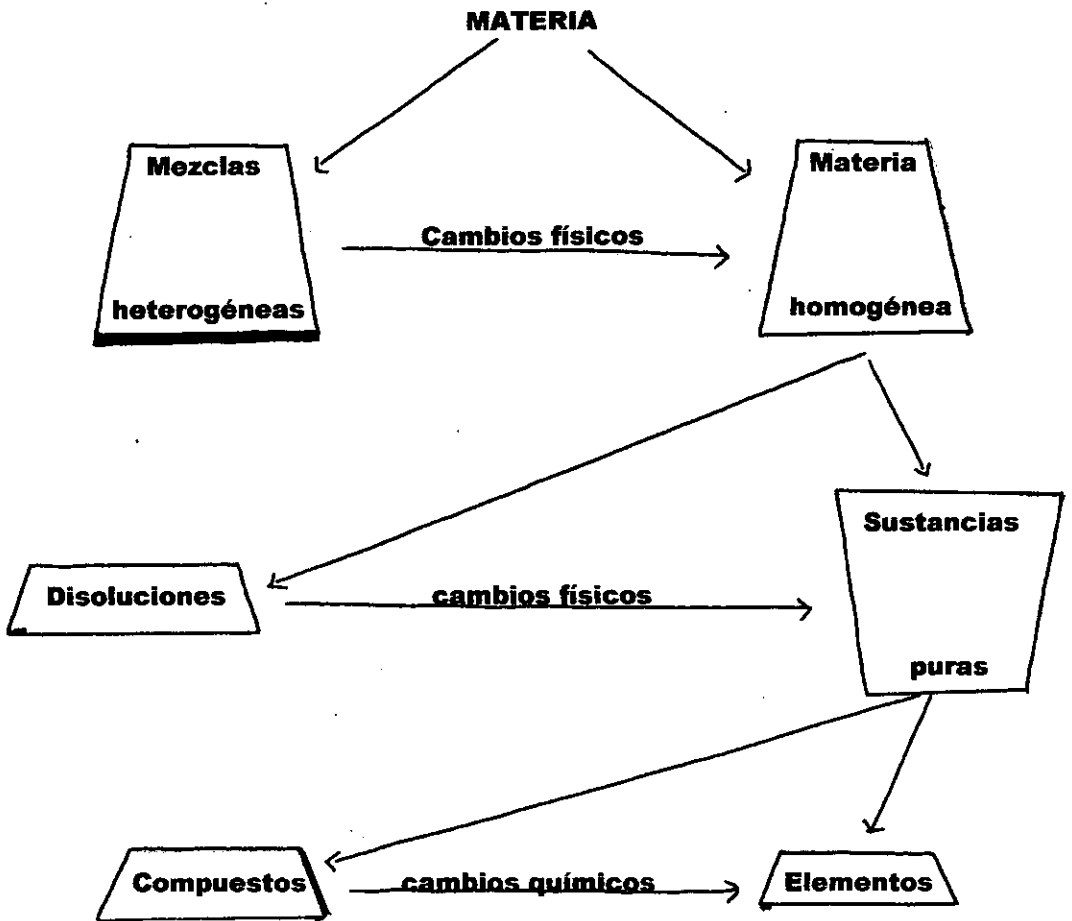 MATERIA
Mezclas
heterogéneas
Cambios físicos
Materia
homogénea
Disoluciones
cambios físicos
Sustancias
puras
Compuestos
cambios químicos
Elementos